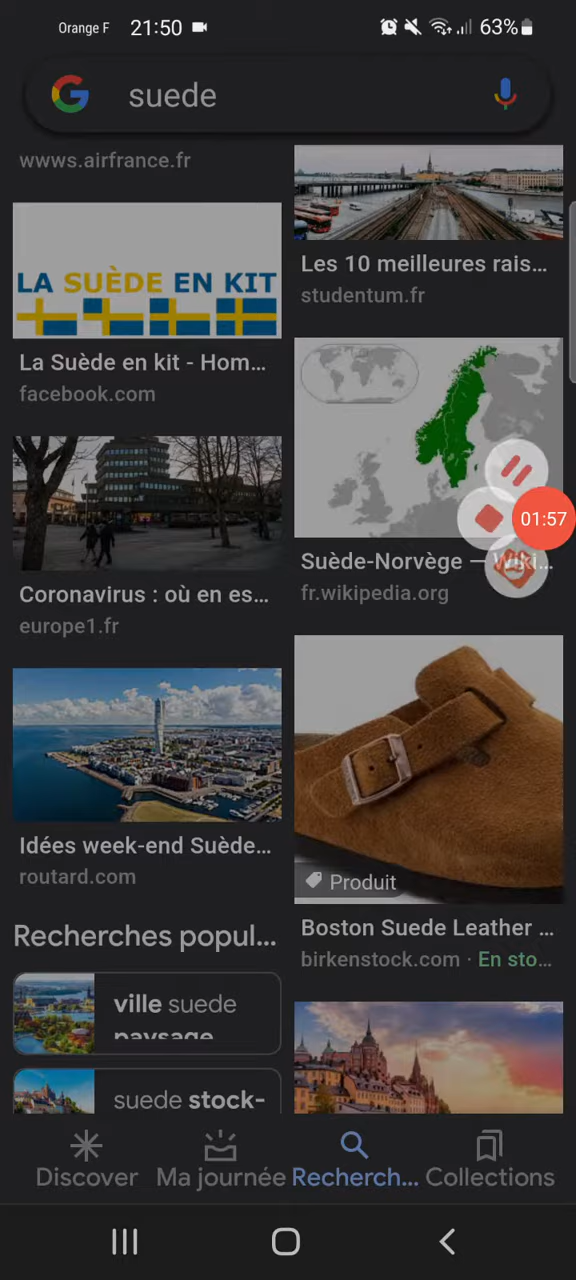 Orange F 21:50 63%
suede
wwws.airfrance.fr
LA SUÈDE EN KIT
La Suède en kit - Hom...
facebook.com
Coronavirus : où en es...
europe1.fr
Idées week-end Suède...
routard.com
Recherches popul...
ville suede
paysage
suede stock-
Les 10 meilleures rais...
studentum.fr
01:57
Suède-Norvège — Wiki...
fr.wikipedia.org
Produit
Boston Suede Leather ...
birkenstock.com · En sto...
Discover Ma journée Recherch... Collections